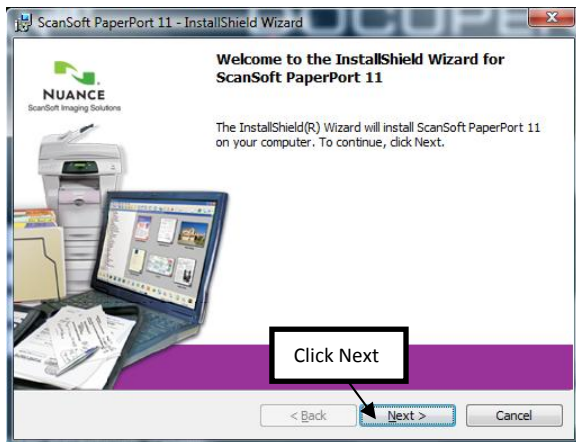 ScanSoft PaperPort 11 - InstallShield Wizard
NUANCE
ScanSoft Imaging Solutions
Welcome to the InstallShield Wizard for
ScanSoft PaperPort 11
The InstallShield(R) Wizard will install ScanSoft PaperPort 11
on your computer. To continue, click Next.
Click Next
< Back
Next >
Cancel